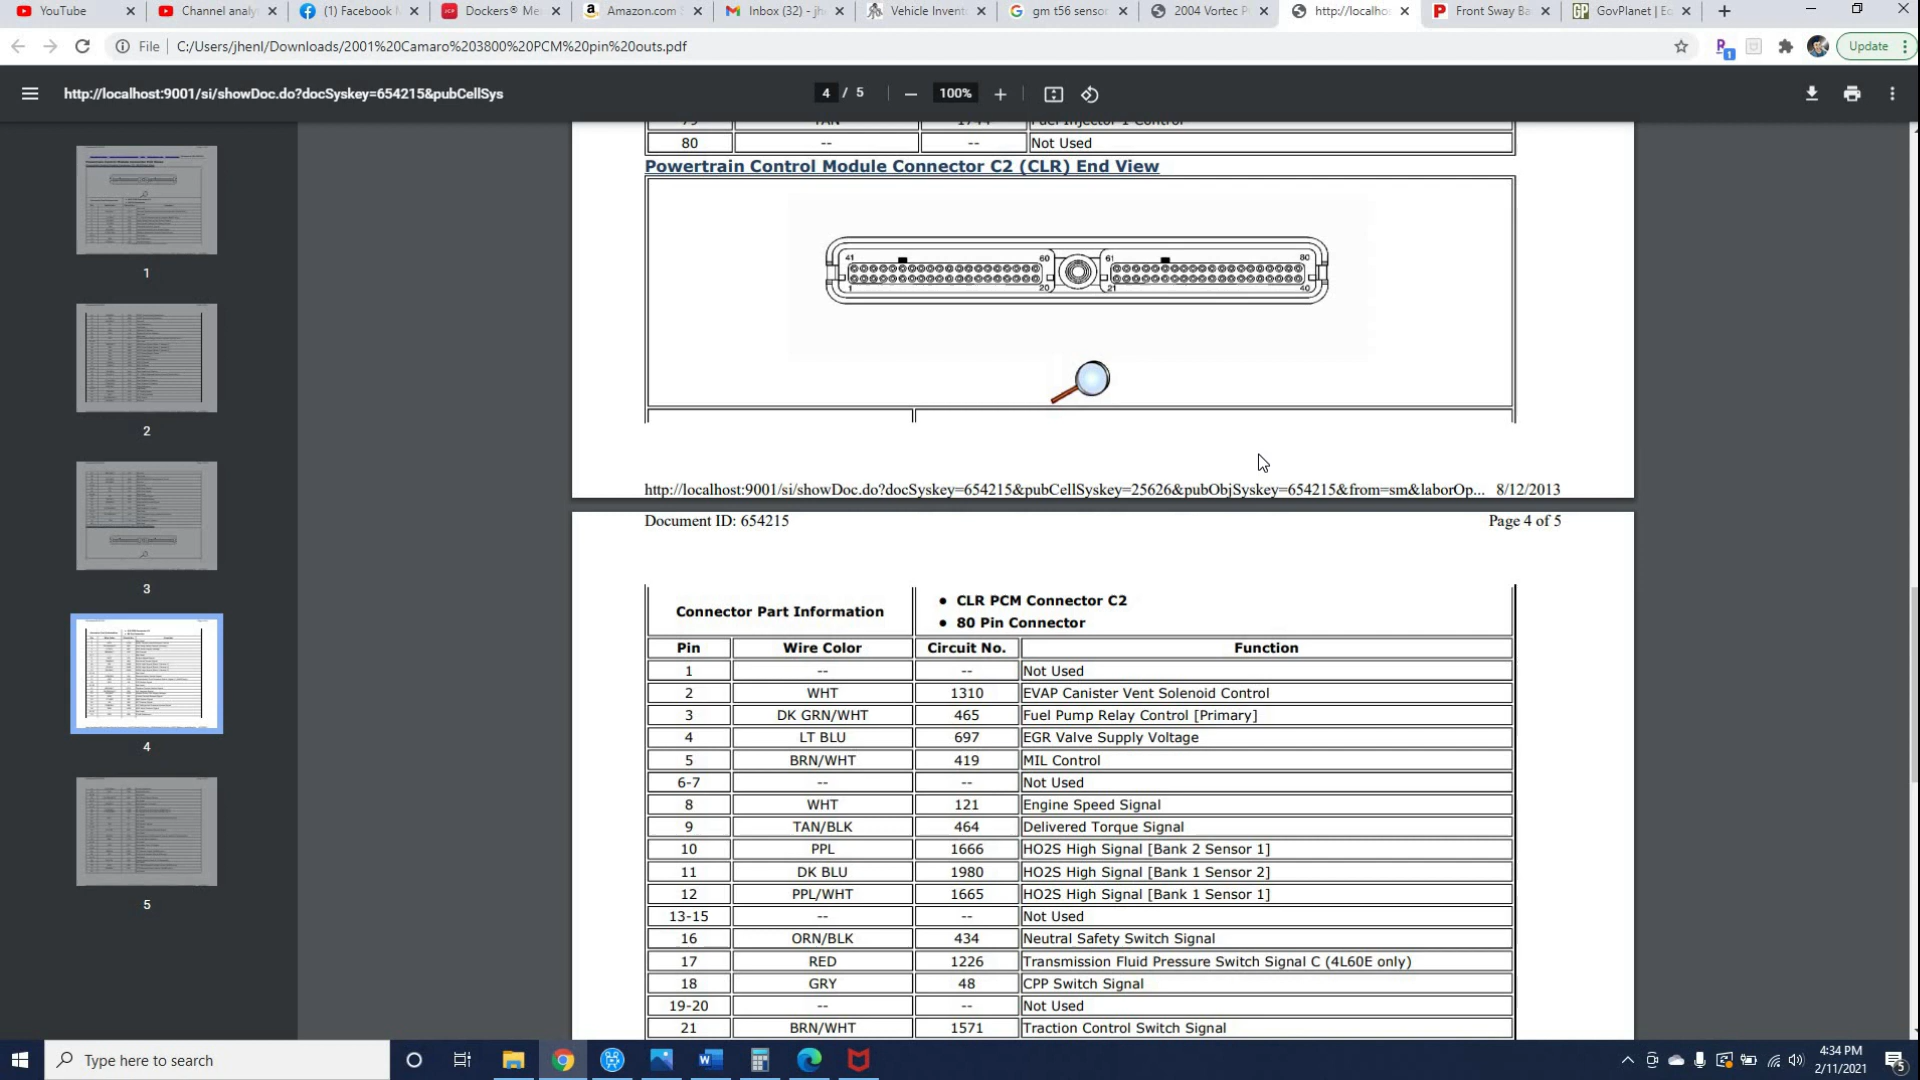 YouTube
Channel analy
(1) Facebook M
Dockers® Me
Amazon.com
Inbox (32) - jhe
Vehicle Invent
gm t56 sensor
2004 Vortec P
http://localho
Front Sway Ba
GovPlanet | Ec
File
C:/Users/jhenl/Downloads/2001%20Camaro%203800%20PCM%20pin%20outs.pdf
Update
http://localhost:9001/si/showDoc.do?docSyskey=654215&pubCellSys
4 / 5
100%
1
2
3
4
5
79 TAN 1744 Fuel Injector 1 Control
80 -- -- Not Used
Powertrain Control Module Connector C2 (CLR) End View
41 60 61 80
1 20 21 40
http://localhost:9001/si/showDoc.do?docSyskey=654215&pubCellSyskey=25626&pubObjSyskey=654215&from=sm&laborOp... 8/12/2013
Document ID: 654215 Page 4 of 5
Connector Part Information
• CLR PCM Connector C2
• 80 Pin Connector
Pin Wire Color Circuit No. Function
1 -- -- Not Used
2 WHT 1310 EVAP Canister Vent Solenoid Control
3 DK GRN/WHT 465 Fuel Pump Relay Control [Primary]
4 LT BLU 697 EGR Valve Supply Voltage
5 BRN/WHT 419 MIL Control
6-7 -- -- Not Used
8 WHT 121 Engine Speed Signal
9 TAN/BLK 464 Delivered Torque Signal
10 PPL 1666 HO2S High Signal [Bank 2 Sensor 1]
11 DK BLU 1980 HO2S High Signal [Bank 1 Sensor 2]
12 PPL/WHT 1665 HO2S High Signal [Bank 1 Sensor 1]
13-15 -- -- Not Used
16 ORN/BLK 434 Neutral Safety Switch Signal
17 RED 1226 Transmission Fluid Pressure Switch Signal C (4L60E only)
18 GRY 48 CPP Switch Signal
19-20 -- -- Not Used
21 BRN/WHT 1571 Traction Control Switch Signal
Type here to search
4:34 PM
2/11/2021
5